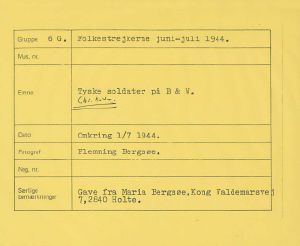 Gruppe 6 G. Folkestrejkerne juni-juli 1944.
Mus. nr.
Emne Tyske soldater på B & W.
Dato Omkring 1/7 1944.
Fotograf Flemming Bergsøe.
Neg. nr.
Særlige bemærkninger Gave fra Maria Bergsøe,Kong Valdemarsvej
7,2840 Holte.